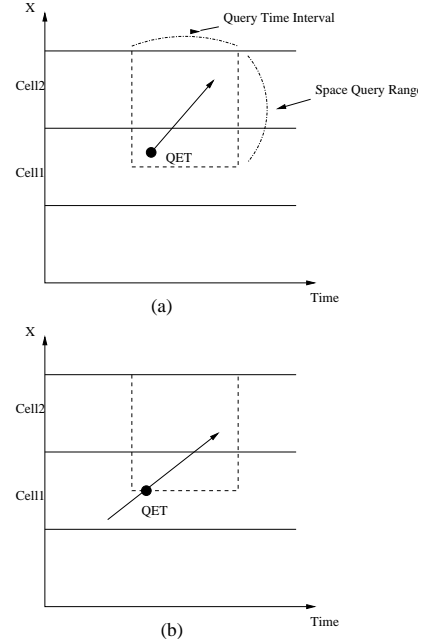 X
Query Time Interval
Cell2
Space Query Rang
QET
Cell1
Time
(a)
X
Cell2
Cell1
QET
Time
(b)